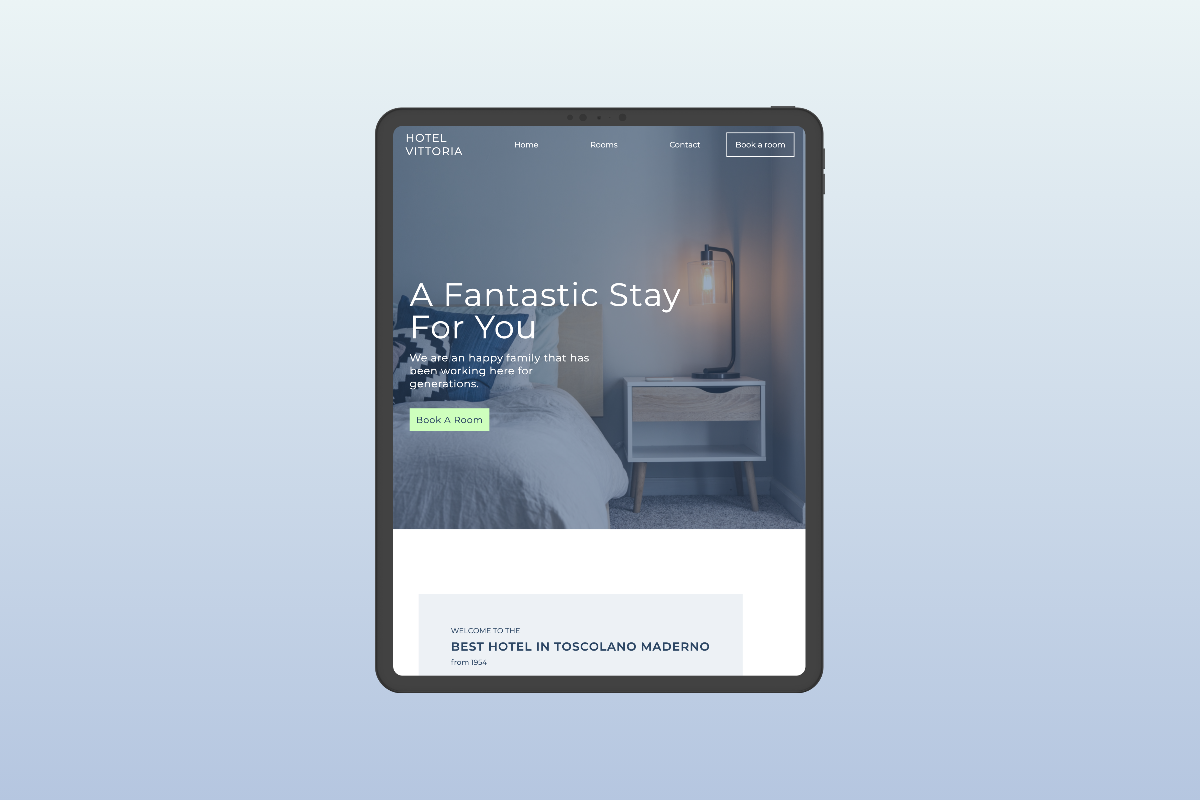 HOTEL
VITTORIA
Home Rooms Contact Book a room
A Fantastic Stay
For You
We are an happy family that has
been working here for
generations.
Book A Room
WELCOME TO THE
BEST HOTEL IN TOSCOLANO MADERNO
from 1954